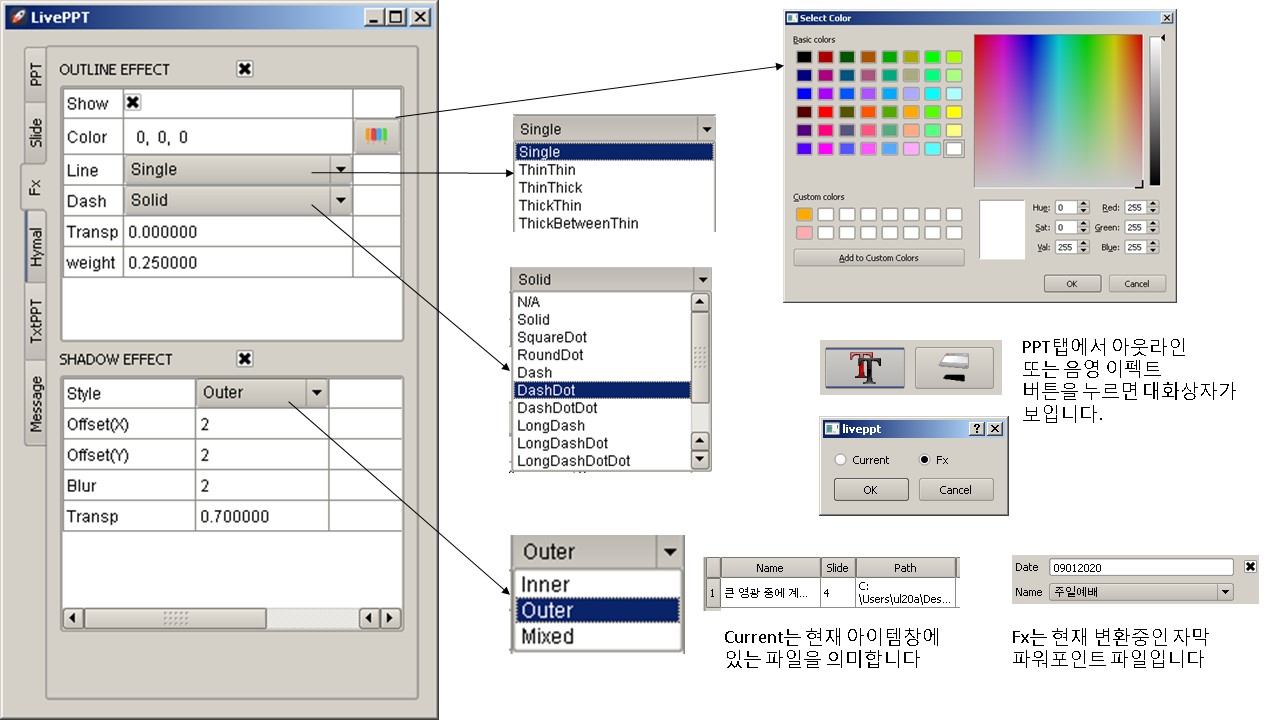 LivePPT
PPT
Slide
Fx
Hymal
TxtPPT
Message
OUTLINE EFFECT
Show
Color 0, 0, 0
Line Single
Dash Solid
Transp 0.000000
weight 0.250000
SHADOW EFFECT
Style Outer
Offset(X) 2
Offset(Y) 2
Blur 2
Transp 0.700000
Single
Single
ThinThin
ThinThick
ThickThin
ThickBetweenThin
Solid
N/A
Solid
SquareDot
RoundDot
Dash
DashDot
DashDotDot
LongDash
LongDashDot
LongDashDotDot
Outer
Inner
Outer
Mixed
Select Color
Basic colors
Custom colors
Add to Custom Colors
Hue: 0 Red: 255
Sat: 0 Green: 255
Val: 255 Blue: 255
OK Cancel
PPT탭에서 아웃라인
또는 음영 이펙트
버튼을 누르면 대화상자가
보입니다.
liveppt
Current Fx
OK Cancel
Name Slide Path
1 큰 영광 중에 계... 4 C:
\Users\ul20a\Des...
Current는 현재 아이템창에
있는 파일을 의미합니다
Date 09012020
Name 주일예배
Fx는 현재 변환중인 자막
파워포인트 파일입니다